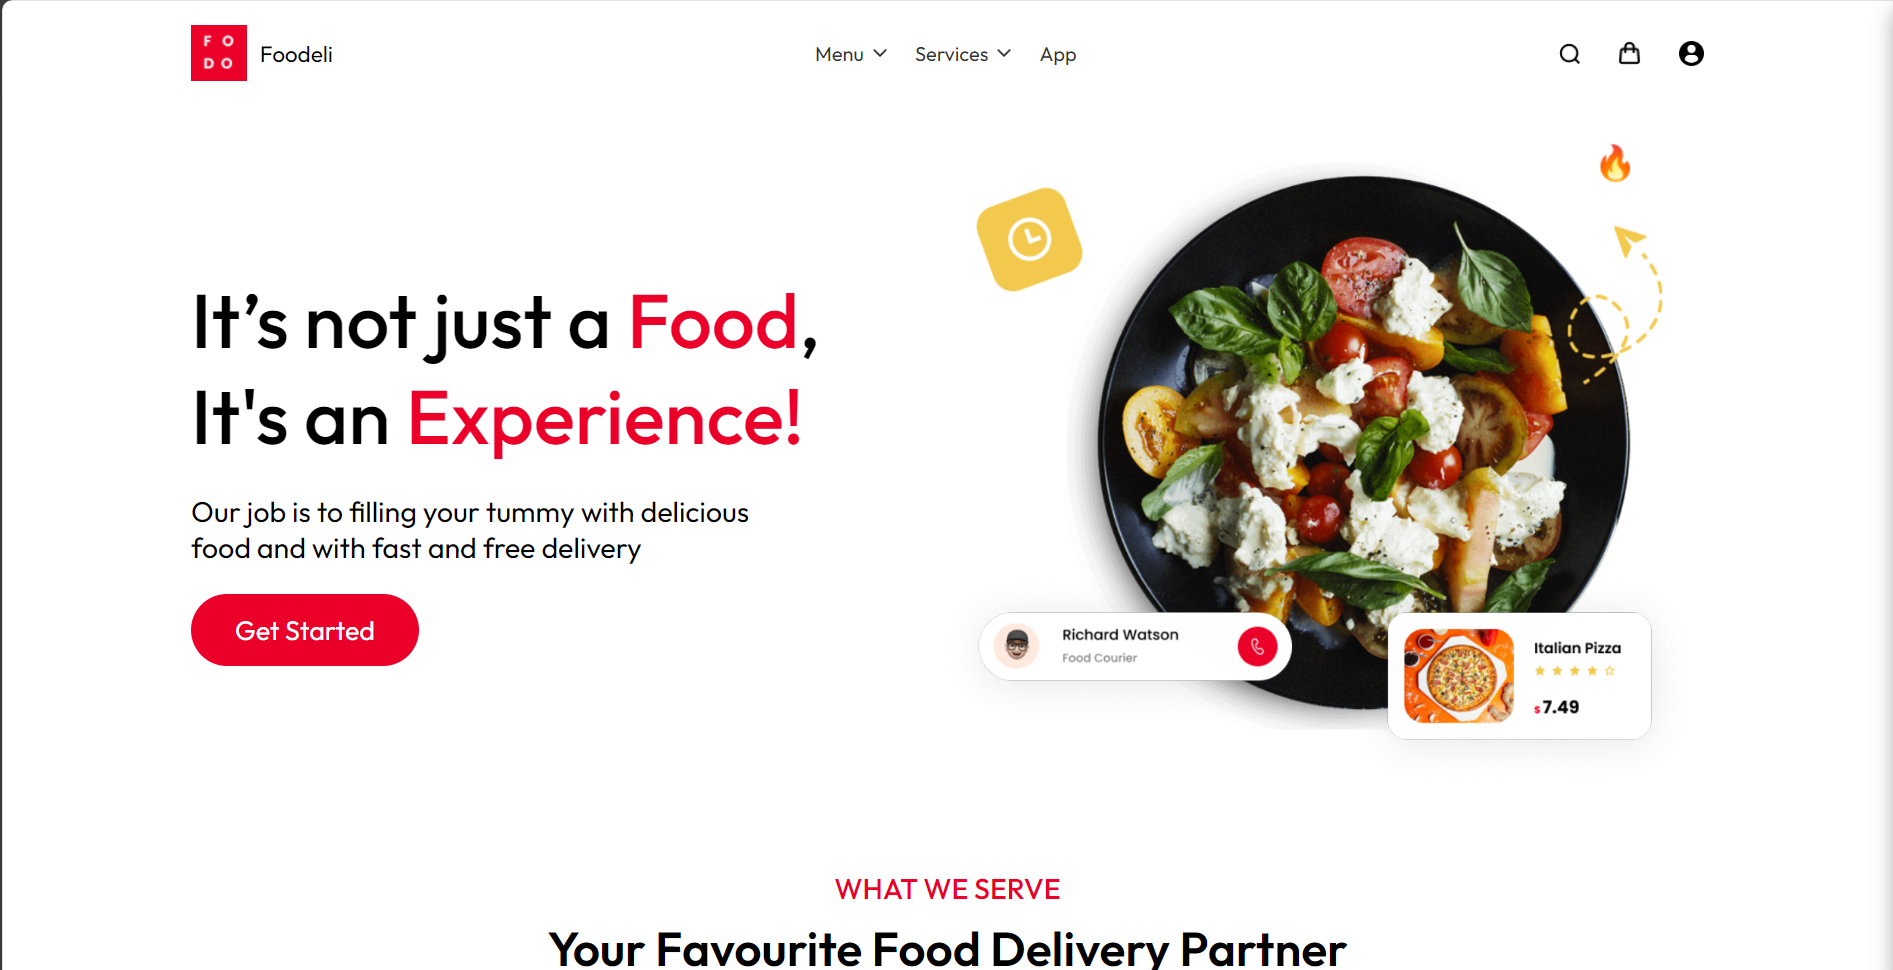 FO
DO
Foodeli
Menu
Services
App
It’s not just a Food,
It's an Experience!
Our job is to filling your tummy with delicious
food and with fast and free delivery
Get Started
Richard Watson
Food Courier
Italian Pizza
$7.49
WHAT WE SERVE
Your Favourite Food Delivery Partner